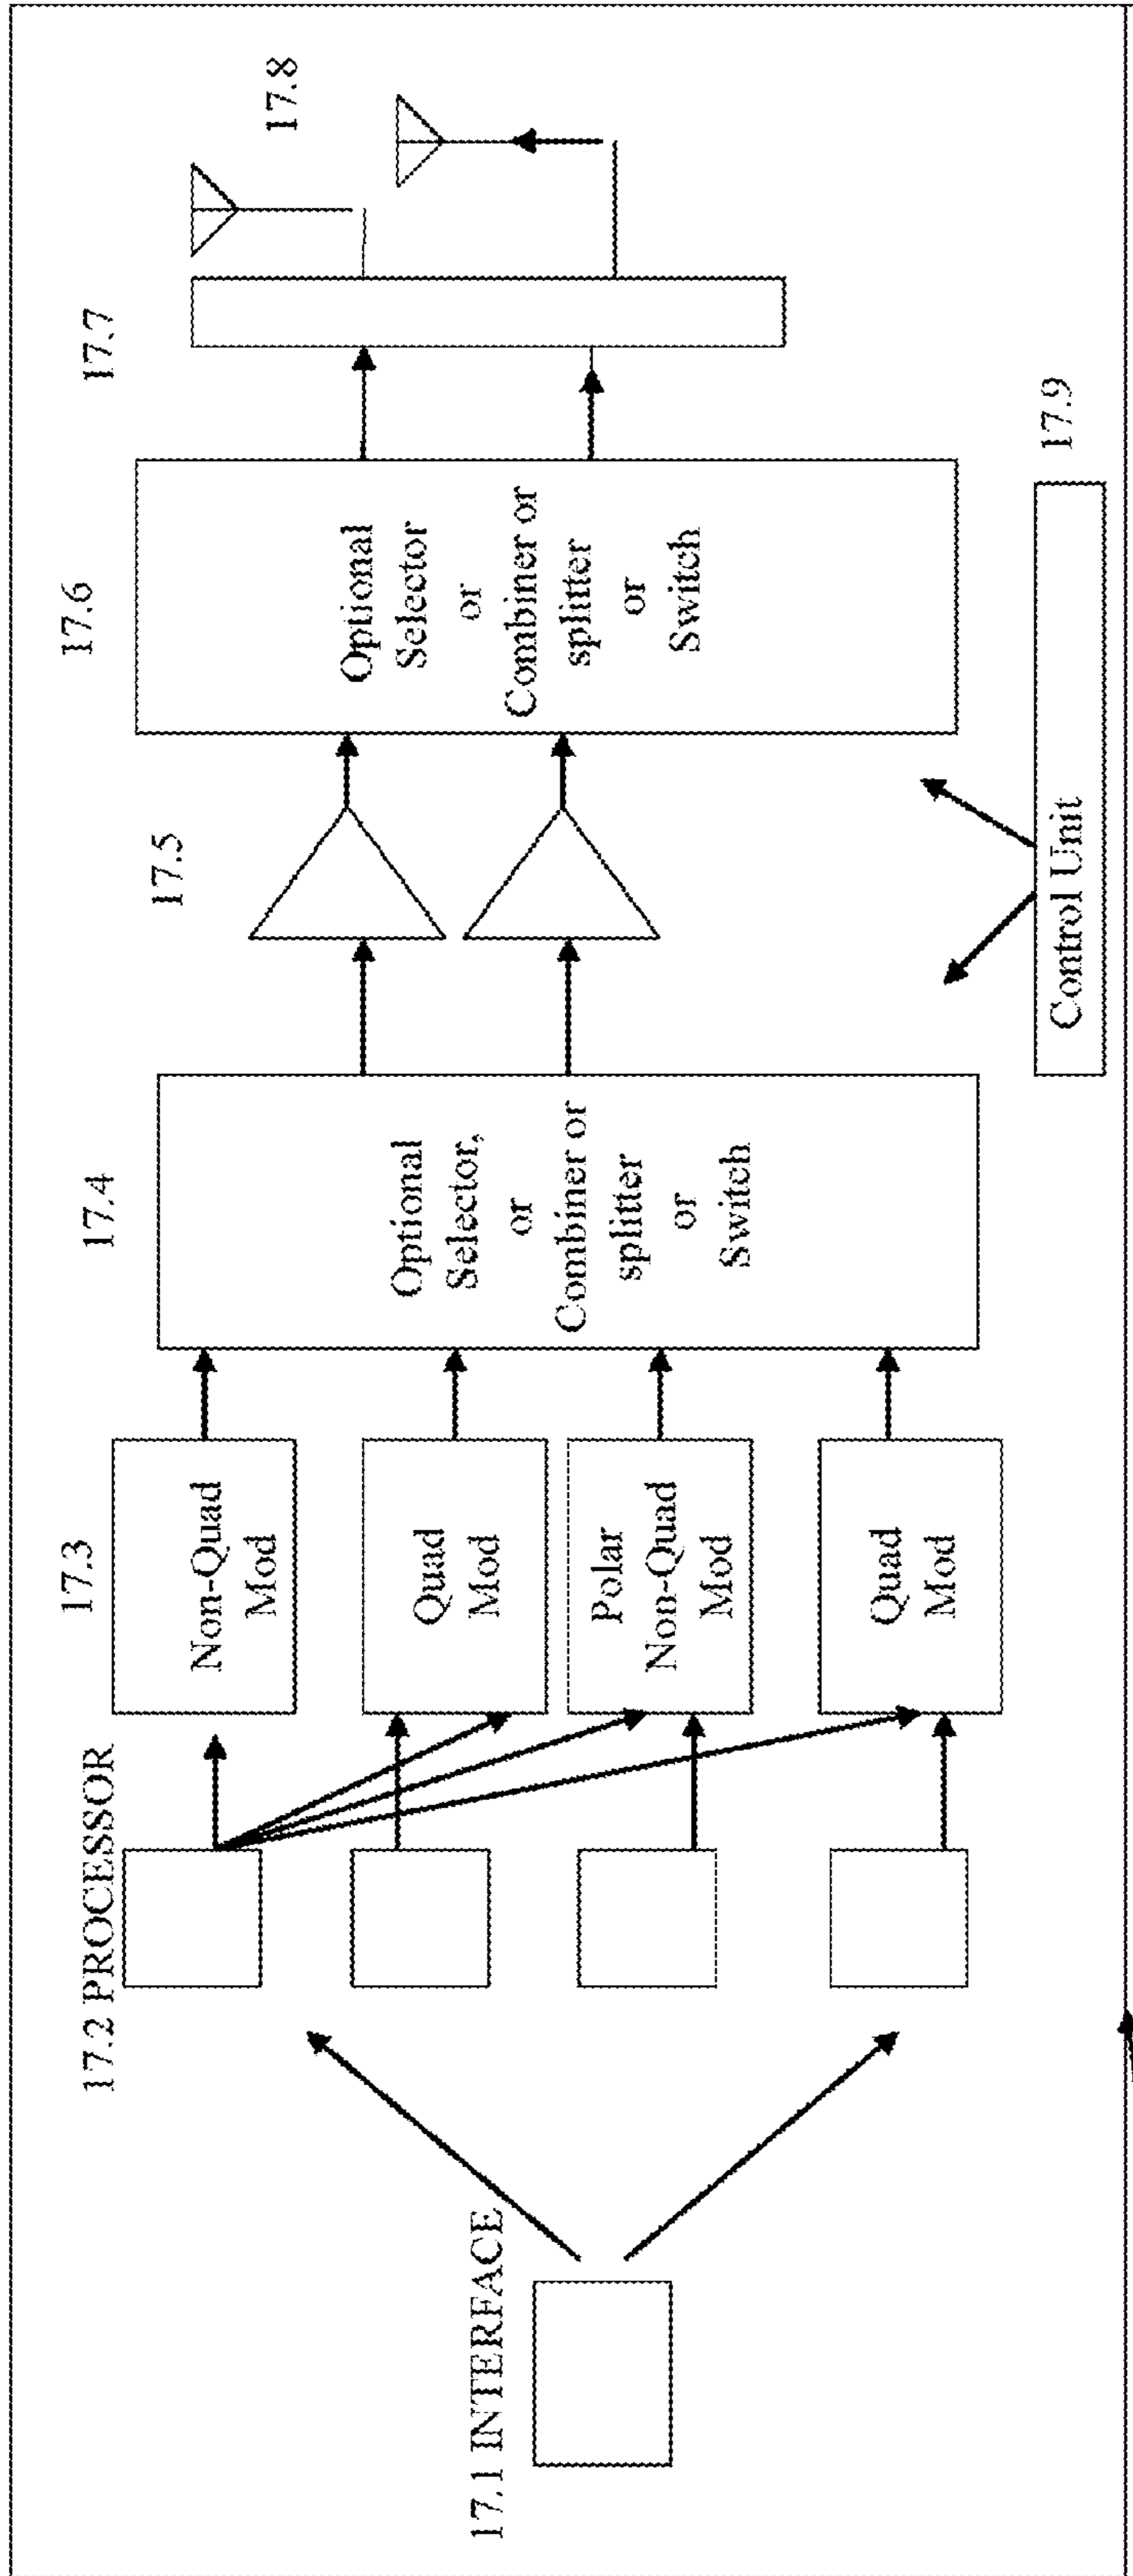 17.1 INTERFACE
17.2 PROCESSOR
17.3
Non-Quad
Mod
Quad
Mod
Polar
Non-Quad
Mod
Quad
Mod
17.4
Optional
Selector,
or
Combiner or
splitter
or
Switch
17.5
17.6
Optional
Selector
or
Combiner or
splitter
or
Switch
17.7
17.8
Control Unit
17.9